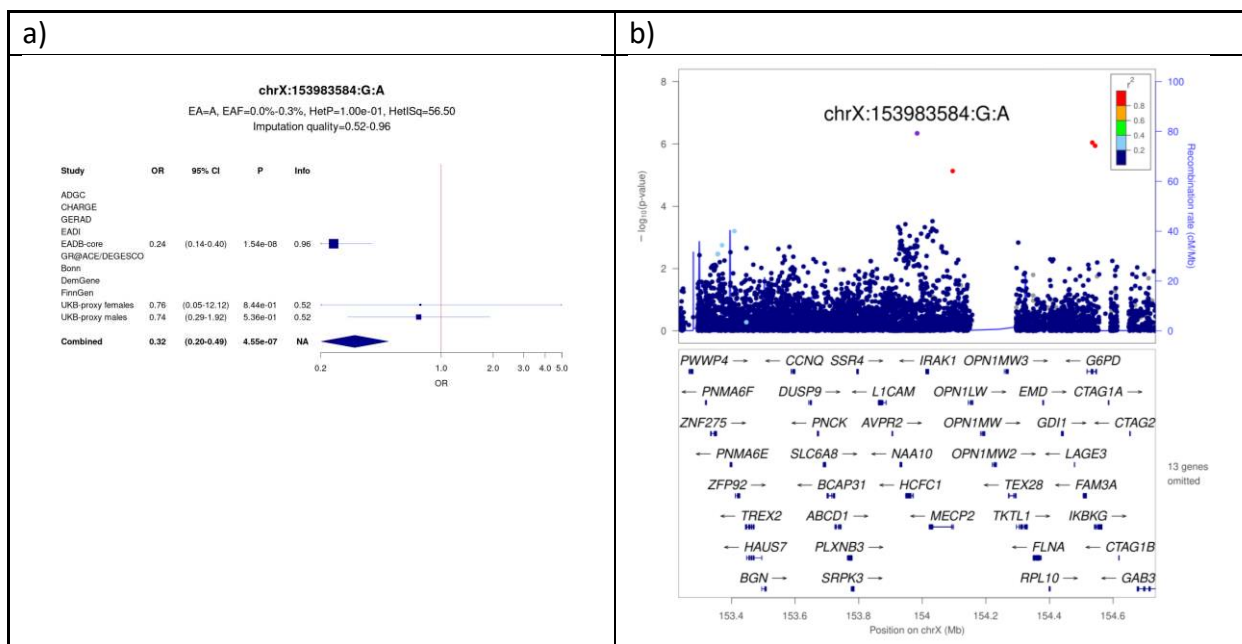 a)
b)
chrX:153983584:G:A
EA=A, EAF=0.0%-0.3%, HetP=1.00e-01, HetISq=56.50
Imputation quality=0.52-0.96
Study OR 95% CI P Info
ADGC
CHARGE
GERAD
EADI
EADB-core 0.24 (0.14-0.40) 1.54e-08 0.96
GR@ACE/DEGESCO
Bonn
DemGene
FinnGen
UKB-proxy females 0.76 (0.05-12.12) 8.44e-01 0.52
UKB-proxy males 0.74 (0.29-1.92) 5.36e-01 0.52
Combined 0.32 (0.20-0.49) 4.55e-07 NA
0.2 1.0 2.0 3.0 4.0 5.0
OR
chrX:153983584:G:A
r²
0.8
0.6
0.4
0.2
8
6
4
2
0
− log₁₀(p-value)
100
80
60
40
20
0
Recombination rate (cM/Mb)
PWWP4 → ← CCNQ SSR4 → ← IRAK1 OPN1MW3 → ← G6PD
← PNMA6F DUSP9 → ← L1CAM OPN1LW → EMD → CTAG1A →
ZNF275 → ← PNCK AVPR2 → OPN1MW → GDI1 → ← CTAG2
← PNMA6E SLC6A8 → ← NAA10 OPN1MW2 → ← LAGE3
ZFP92 → ← BCAP31 ← HCFC1 ← TEX28 ← FAM3A
← TREX2 ABCD1 → ← MECP2 TKTL1 → IKBKG →
← HAUS7 PLXNB3 → ← FLNA ← CTAG1B
BGN → SRPK3 → RPL10 → ← GAB3
13 genes
omitted
153.4 153.6 153.8 154 154.2 154.4 154.6
Position on chrX (Mb)